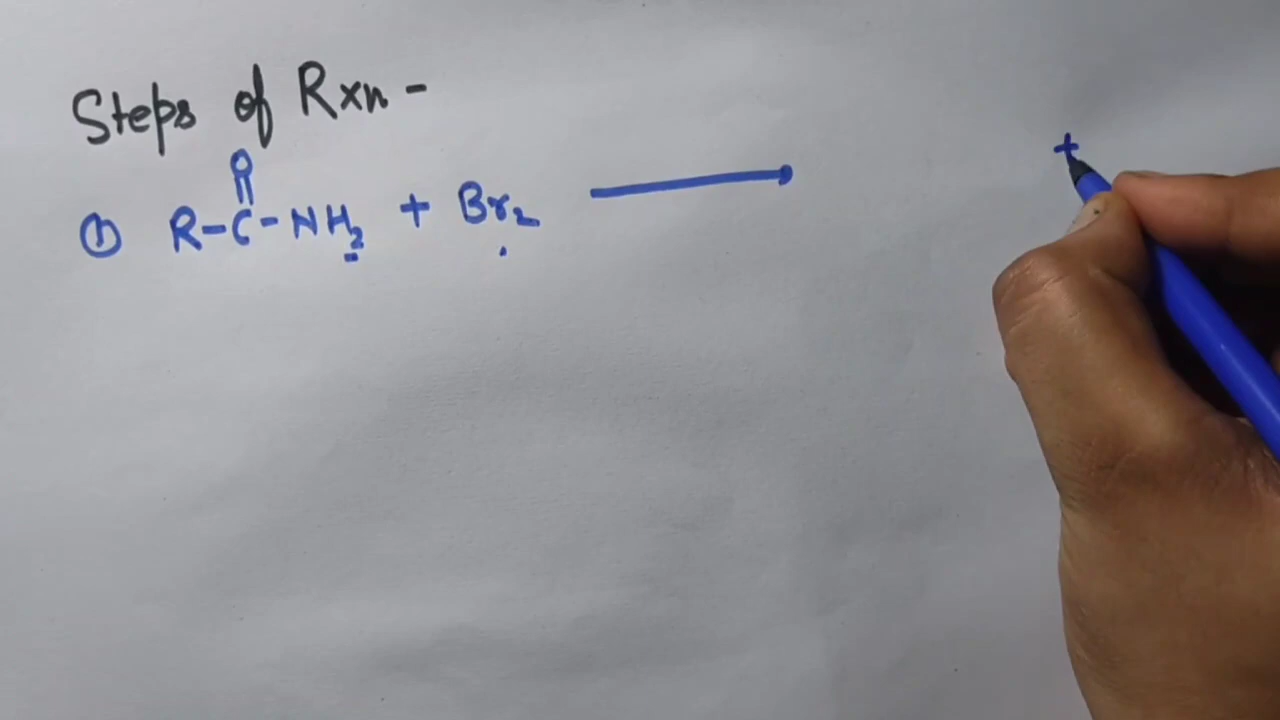 Steps of Rxn -
O
||
① R-C-NH₂ + Br₂ ⟶ +